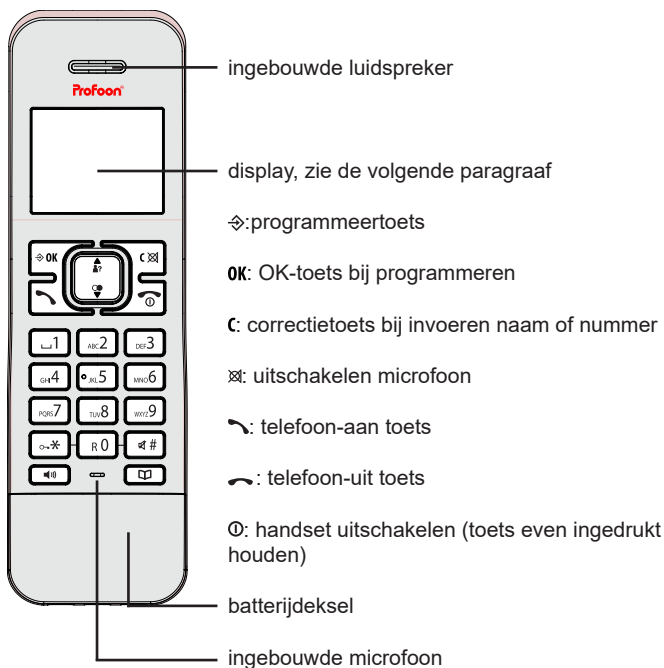 ingebouwde luidspreker
Profoon®
display, zie de volgende paragraaf
:programmeertoets
OK C
OK: OK-toets bij programmeren
?
C: correctietoets bij invoeren naam of nummer
1 ABC2 DEF3
: uitschakelen microfoon
GHI4 JKL5 MNO6
: telefoon-aan toets
PQRS7 TUV8 WXYZ9
* R 0 #
: telefoon-uit toets
: handset uitschakelen (toets even ingedrukt
houden)
batterijdeksel
ingebouwde microfoon